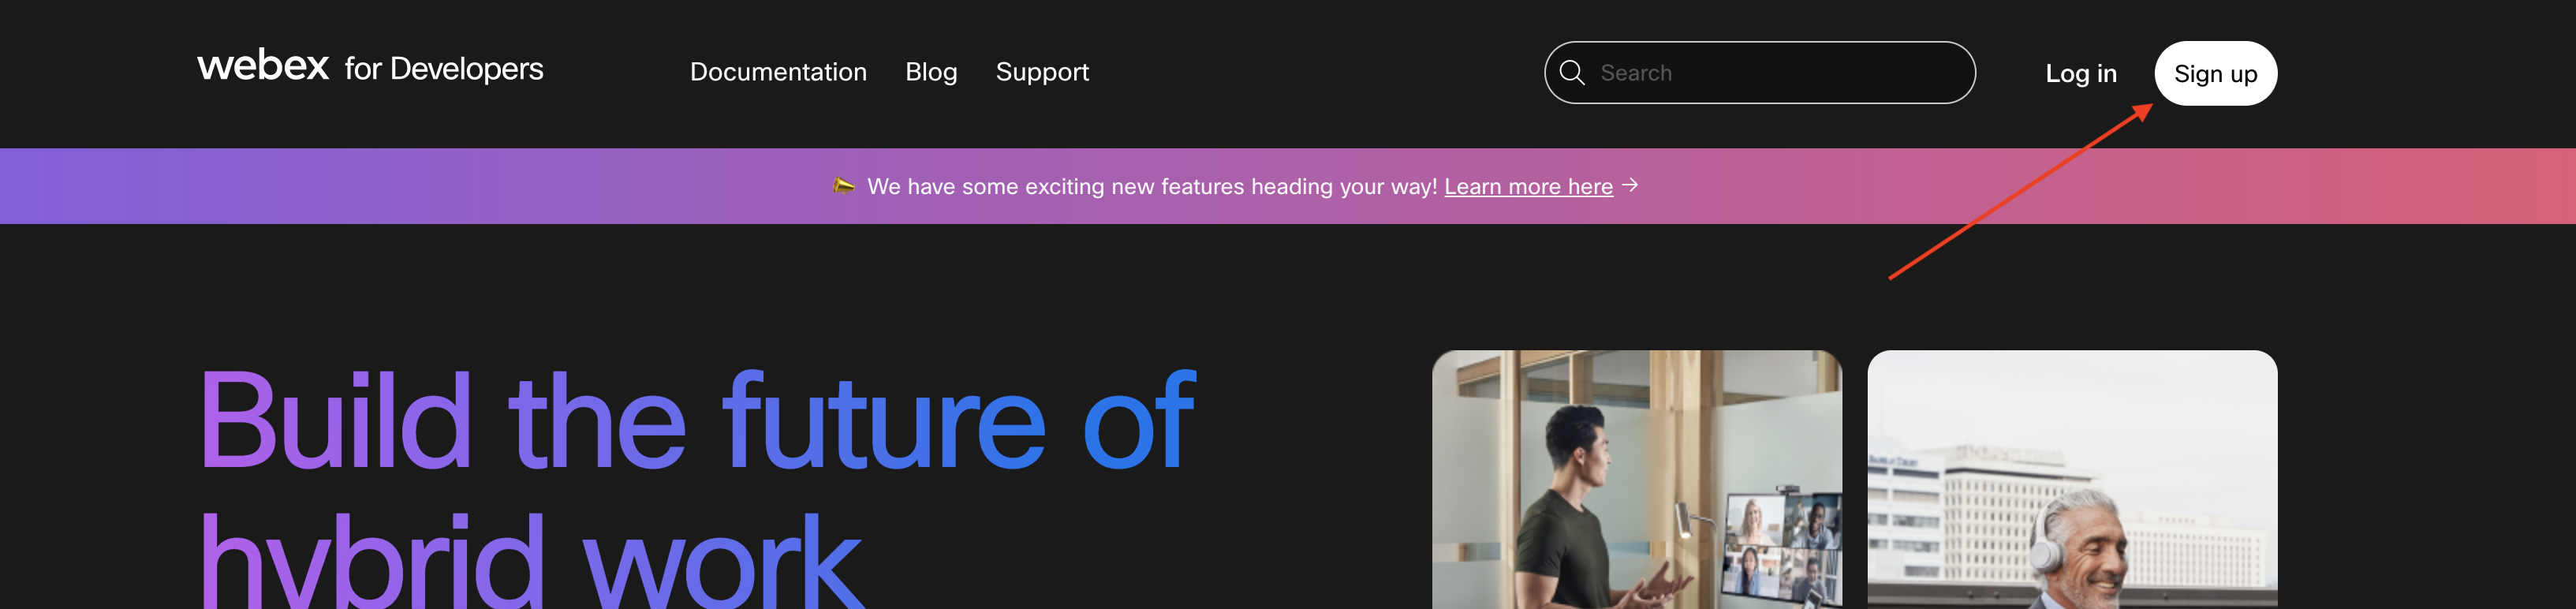 webex for Developers
Documentation
Blog
Support
Search
Log in
Sign up
We have some exciting new features heading your way! Learn more here →
Build the future of
hybrid work